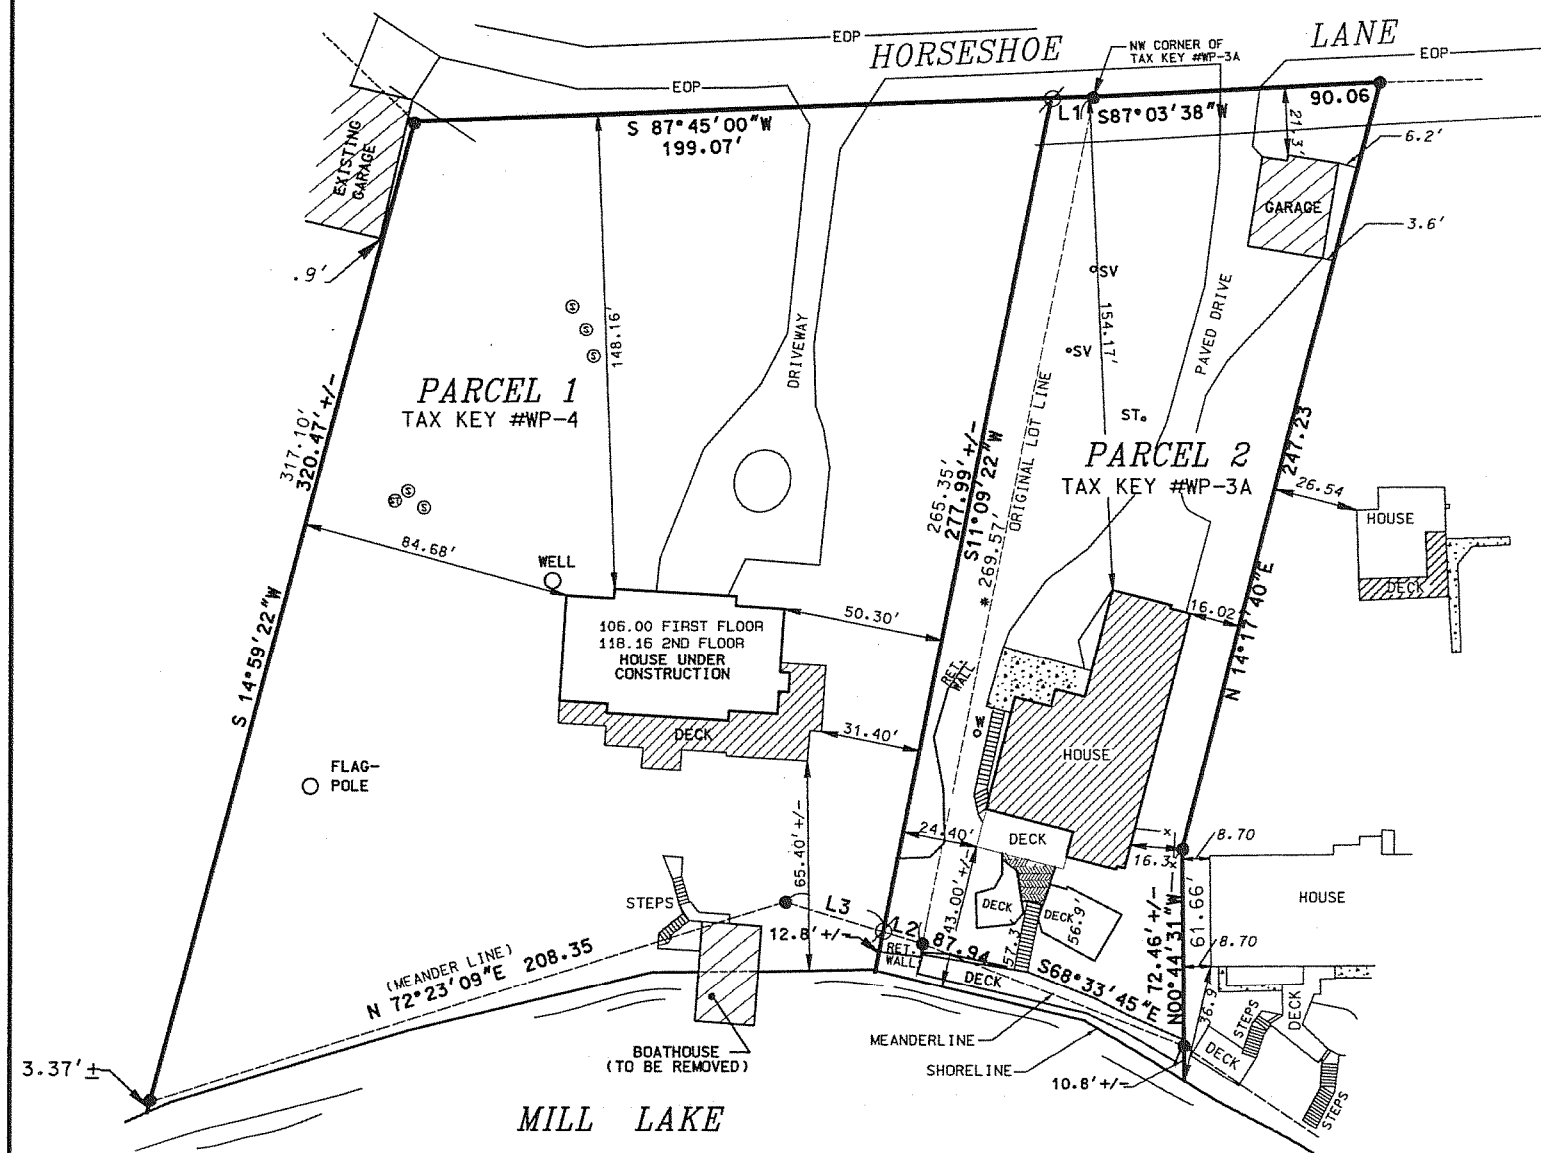 EOP
HORSESHOE
LANE
NW CORNER OF
TAX KEY #WP-3A
EOP
EOP
L1
S87°03'38"W
90.06
S 87°45'00"W
199.07'
21.3'
6.2'
EXISTING
GARAGE
GARAGE
3.6'
.9'
S
S
S
148.16'
DRIVEWAY
SV
SV
154.17'
PAVED DRIVE
PARCEL 1
TAX KEY #WP-4
ST.
PARCEL 2
TAX KEY #WP-3A
317.10'
320.47'+/-
S 14°59'22"W
ST
S
S
265.35'
277.99'+/-
S11°09'22"W
* 269.57'
ORIGINAL LOT LINE
247.23
N 14°17'40"E
26.54
HOUSE
DECK
84.68'
WELL
50.30'
16.02
106.00 FIRST FLOOR
118.16 2ND FLOOR
HOUSE UNDER
CONSTRUCTION
RET.
WALL
W
DECK
31.40'
HOUSE
FLAG-
POLE
65.40'+/-
24.40'
DECK
16.3
x
x
8.70
43.00'+/-
STEPS
L3
12.8'+/-
L2
RET.
WALL
87.94
DECK
DECK
57.3'
56.9'
DECK
S68°33'45"E
72.46'+/-
N00°44'31"W
61.66'
HOUSE
8.70
36.9'
STEPS
DECK
DECK
STEPS
(MEANDER LINE)
N 72°23'09"E 208.35
MEANDERLINE
SHORELINE
BOATHOUSE
(TO BE REMOVED)
10.8'+/-
3.37'±
MILL LAKE